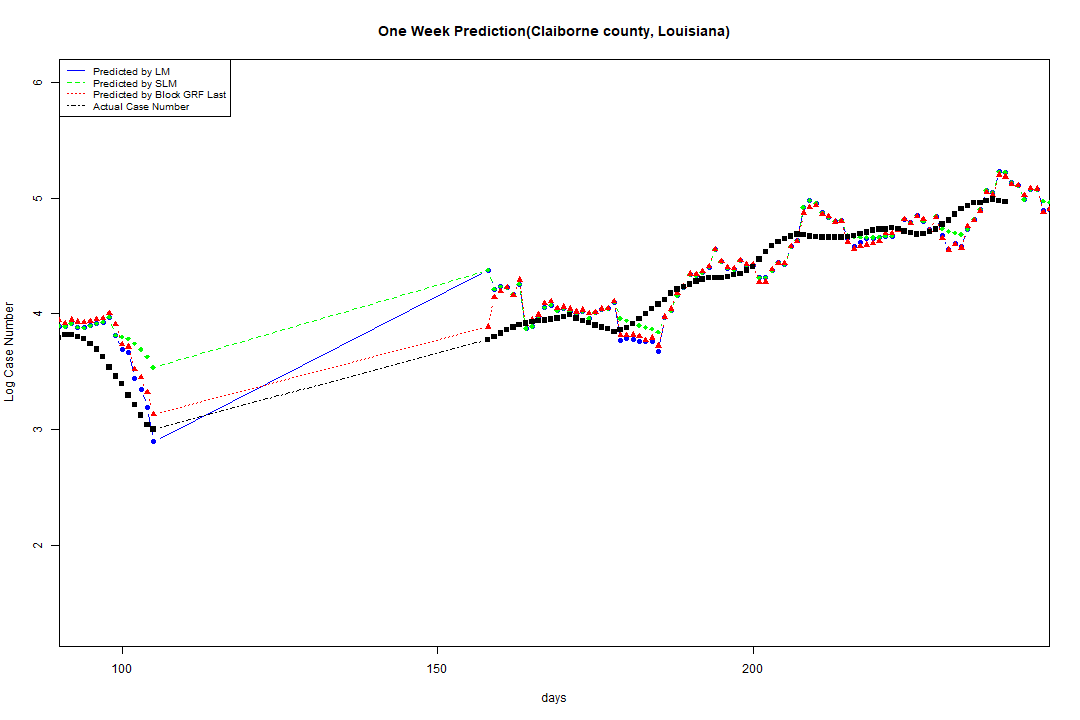 One Week Prediction(Claiborne county, Louisiana)
Predicted by LM
Predicted by SLM
Predicted by Block GRF Last
Actual Case Number
6
5
4
3
2
Log Case Number
100 150 200
days